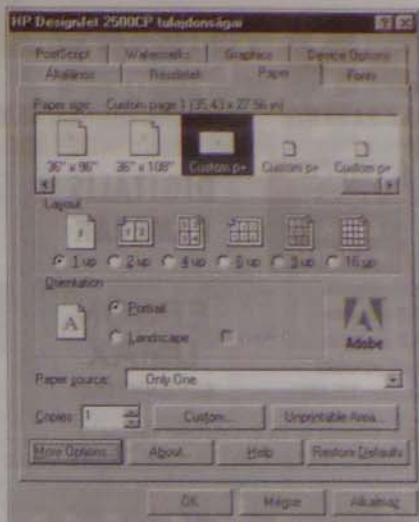 HP DesignJet 2500CP tulajdonságai
PostScript Watermarks Graphics Device Options
Általános Részletek Paper Fonts
Paper size: Custom page 1 (35.43 x 27.56 in)
36" x 96" 36" x 108" Custom p+ Custom p+ Custom p+
Layout
1 up 2 up 4 up 6 up 9 up 16 up
Orientation
A
Portrait
Landscape
Adobe
Paper source: Only One
Copies: 1 Custom... Unprintable Area...
More Options... About... Help Restore Defaults
OK Mégse Alkalmaz